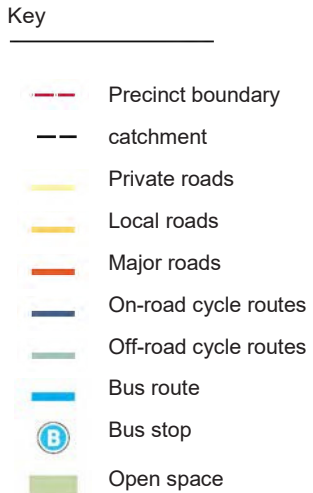 Key
Precinct boundary
catchment
Private roads
Local roads
Major roads
On-road cycle routes
Off-road cycle routes
Bus route
B Bus stop
Open space